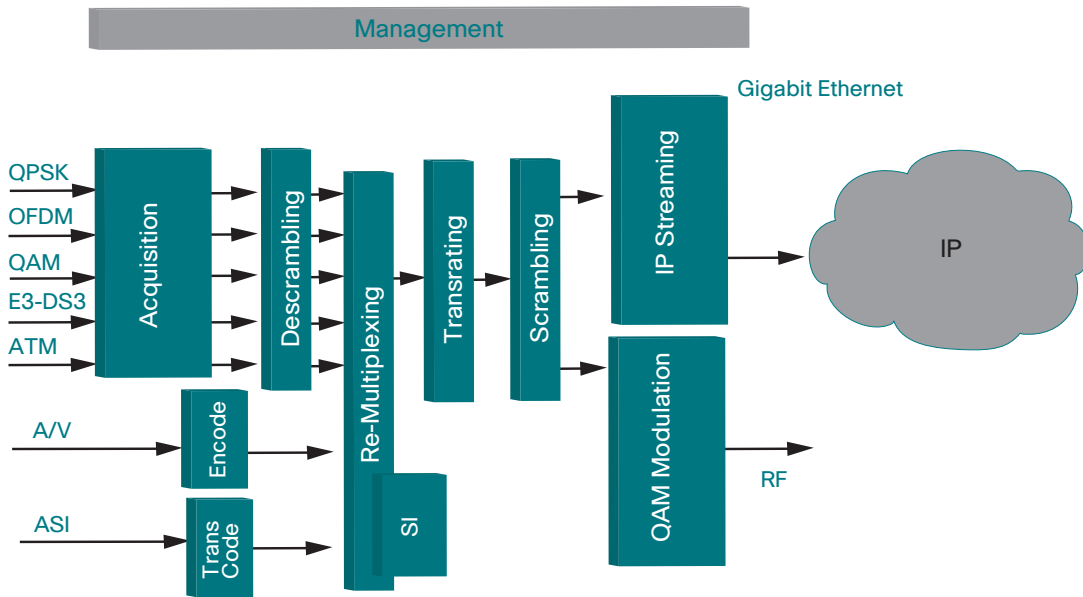 Management
Gigabit Ethernet
QPSK
OFDM
QAM
E3-DS3
ATM
Acquisition
Descrambling
Re-Multiplexing
Transrating
Scrambling
IP Streaming
IP
A/V
Encode
QAM Modulation
RF
ASI
Trans
Code
SI